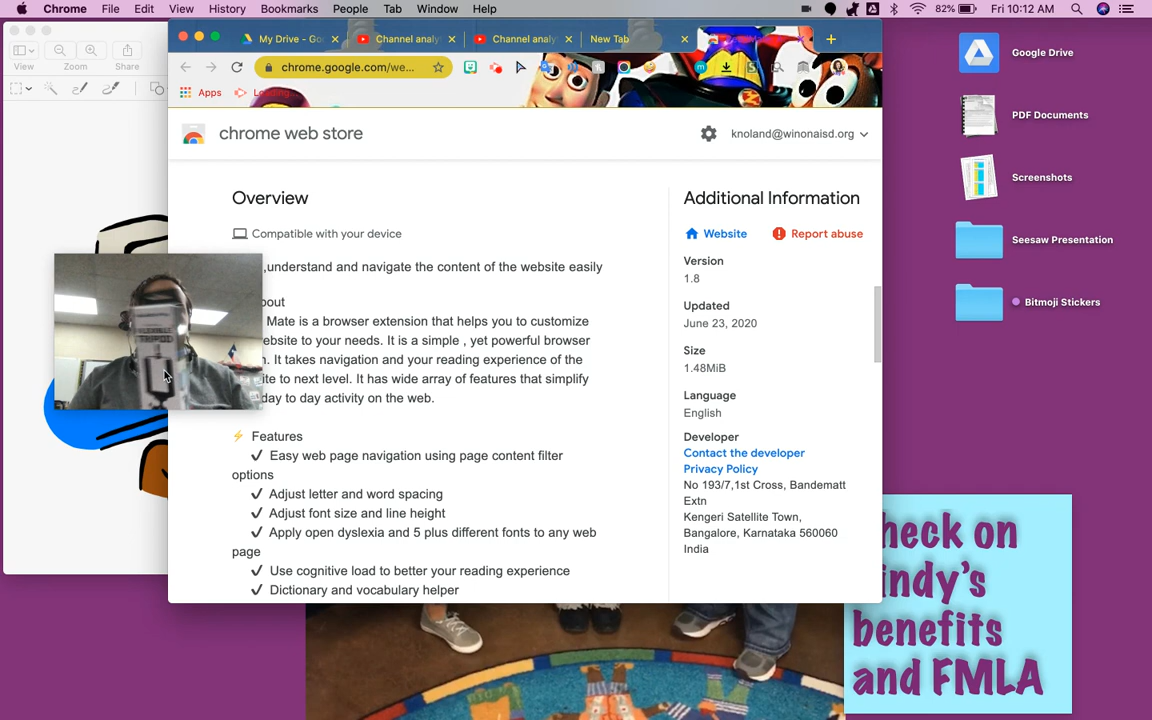 Chrome File Edit View History Bookmarks People Tab Window Help
82% Fri 10:12 AM
My Drive - Go
Channel analy
Channel analy
New Tab
chrome.google.com/we...
Apps
Loading...
View Zoom Share
chrome web store
knoland@winonaisd.org
Overview
Compatible with your device
,understand and navigate the content of the website easily
bout
Mate is a browser extension that helps you to customize
ebsite to your needs. It is a simple , yet powerful browser
n. It takes navigation and your reading experience of the
ite to next level. It has wide array of features that simplify
day to day activity on the web.
⚡ Features
✔ Easy web page navigation using page content filter
options
✔ Adjust letter and word spacing
✔ Adjust font size and line height
✔ Apply open dyslexia and 5 plus different fonts to any web
page
✔ Use cognitive load to better your reading experience
✔ Dictionary and vocabulary helper
Additional Information
Website
Report abuse
Version
1.8
Updated
June 23, 2020
Size
1.48MiB
Language
English
Developer
Contact the developer
Privacy Policy
No 193/7,1st Cross, Bandematt
Extn
Kengeri Satellite Town,
Bangalore, Karnataka 560060
India
Google Drive
PDF Documents
Screenshots
Seesaw Presentation
Bitmoji Stickers
heck on
indy's
benefits
and FMLA